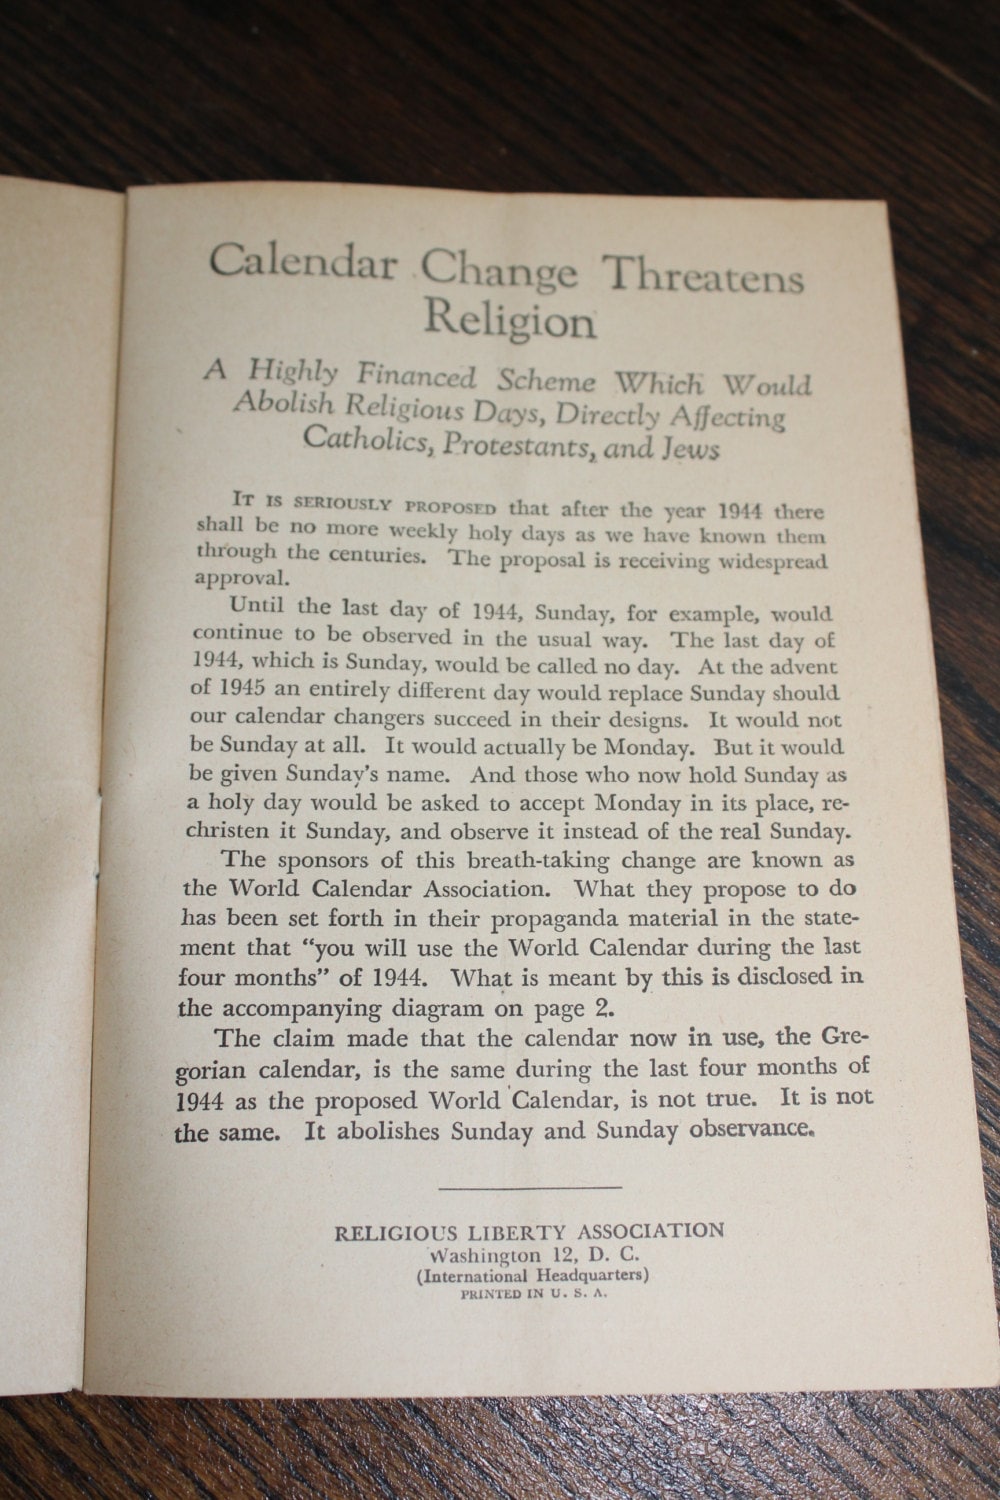 Calendar Change Threatens
Religion
A Highly Financed Scheme Which Would
Abolish Religious Days, Directly Affecting
Catholics, Protestants, and Jews
IT IS SERIOUSLY PROPOSED that after the year 1944 there
shall be no more weekly holy days as we have known them
through the centuries. The proposal is receiving widespread
approval.
Until the last day of 1944, Sunday, for example, would
continue to be observed in the usual way. The last day of
1944, which is Sunday, would be called no day. At the advent
of 1945 an entirely different day would replace Sunday should
our calendar changers succeed in their designs. It would not
be Sunday at all. It would actually be Monday. But it would
be given Sunday's name. And those who now hold Sunday as
a holy day would be asked to accept Monday in its place, re-
christen it Sunday, and observe it instead of the real Sunday.
The sponsors of this breath-taking change are known as
the World Calendar Association. What they propose to do
has been set forth in their propaganda material in the state-
ment that “you will use the World Calendar during the last
four months” of 1944. What is meant by this is disclosed in
the accompanying diagram on page 2.
The claim made that the calendar now in use, the Gre-
gorian calendar, is the same during the last four months of
1944 as the proposed World Calendar, is not true. It is not
the same. It abolishes Sunday and Sunday observance.
RELIGIOUS LIBERTY ASSOCIATION
Washington 12, D. C.
(International Headquarters)
PRINTED IN U. S. A.